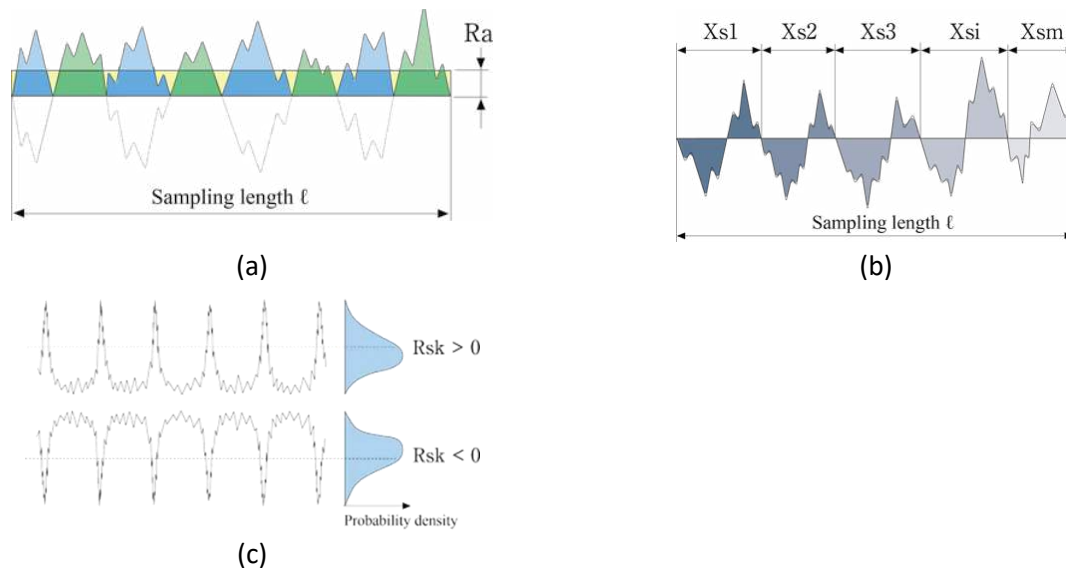 Ra
Sampling length ℓ
(a)
Xs1 Xs2 Xs3 Xsi Xsm
Sampling length ℓ
(b)
Rsk > 0
Rsk < 0
Probability density
(c)